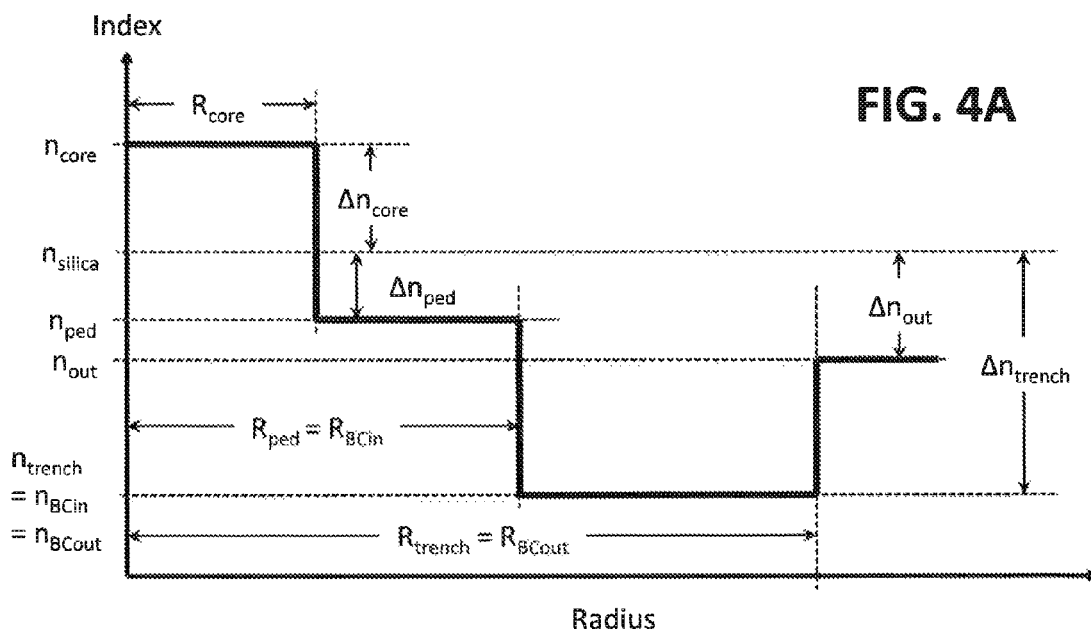 Index
FIG. 4A
R_core
n_core
Δn_core
n_silica
Δn_ped
n_ped
Δn_out
n_out
Δn_trench
R_ped = R_BCin
n_trench
= n_BCin
= n_BCout
R_trench = R_BCout
Radius